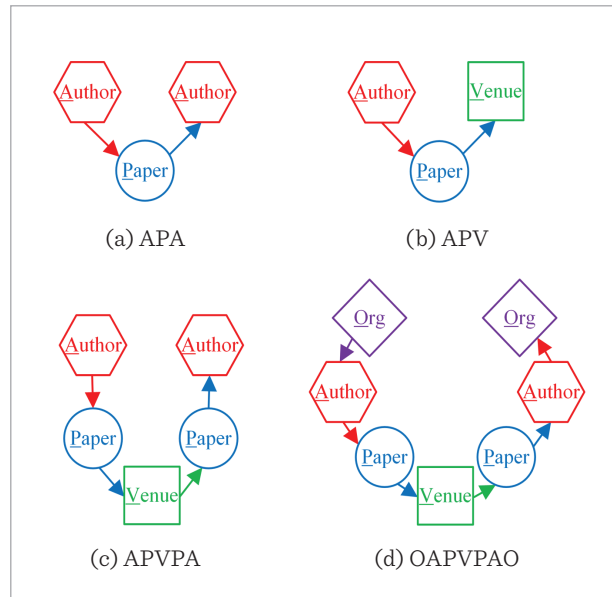 Author
Author
Paper
(a) APA
Author
Venue
Paper
(b) APV
Author
Author
Paper
Paper
Venue
(c) APVPA
Org
Org
Author
Author
Paper
Paper
Venue
(d) OAPVPAO